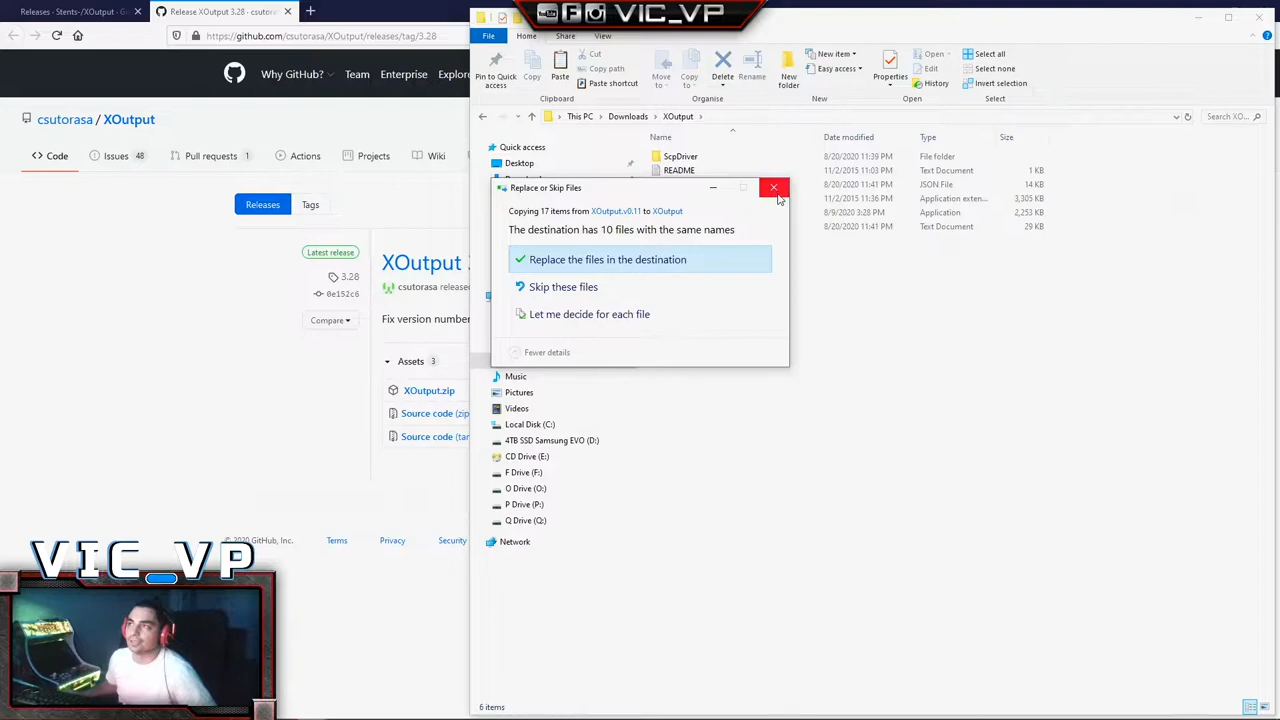 Releases - Stents-/XOutput - G
Release XOutput 3.28 · csutoras
VIC_VP
https://github.com/csutorasa/XOutput/releases/tag/3.28
File
Home
Share
View
Pin to Quick access
Copy
Paste
Cut
Copy path
Paste shortcut
Move to
Copy to
Delete
Rename
New folder
New item
Easy access
Properties
Open
Edit
History
Select all
Select none
Invert selection
Clipboard
Organise
New
Open
Select
Why GitHub?
Team
Enterprise
Explor
This PC > Downloads > XOutput >
Search XO...
csutorasa / XOutput
Name
Date modified
Type
Size
Quick access
Desktop
ScpDriver
8/20/2020 11:39 PM
File folder
README
11/2/2015 11:03 PM
Text Document
1 KB
8/20/2020 11:41 PM
JSON File
14 KB
11/2/2015 11:36 PM
Application exten...
3,305 KB
8/9/2020 3:28 PM
Application
2,253 KB
8/20/2020 11:41 PM
Text Document
29 KB
Code
Issues 48
Pull requests 1
Actions
Projects
Wiki
Releases
Tags
Replace or Skip Files
Copying 17 items from XOutput.v0.11 to XOutput
The destination has 10 files with the same names
Replace the files in the destination
Skip these files
Let me decide for each file
Fewer details
Latest release
3.28
0e152c6
Compare
XOutput
csutorasa release
Fix version number
Assets 3
XOutput.zip
Source code (zip
Source code (tar
Music
Pictures
Videos
Local Disk (C:)
4TB SSD Samsung EVO (D:)
CD Drive (E:)
F Drive (F:)
O Drive (O:)
P Drive (P:)
Q Drive (Q:)
Network
© 2020 GitHub, Inc.
Terms
Privacy
Security
VIC_VP
6 items